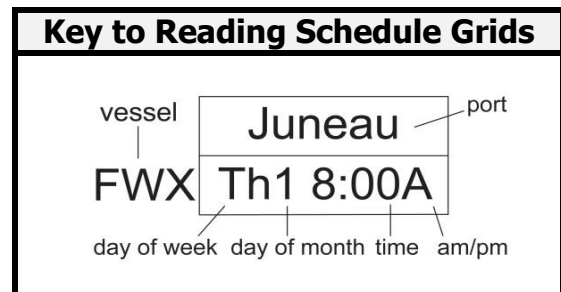 Key to Reading Schedule Grids
vessel
Juneau
port
FWX Th1 8:00A
day of week day of month time am/pm